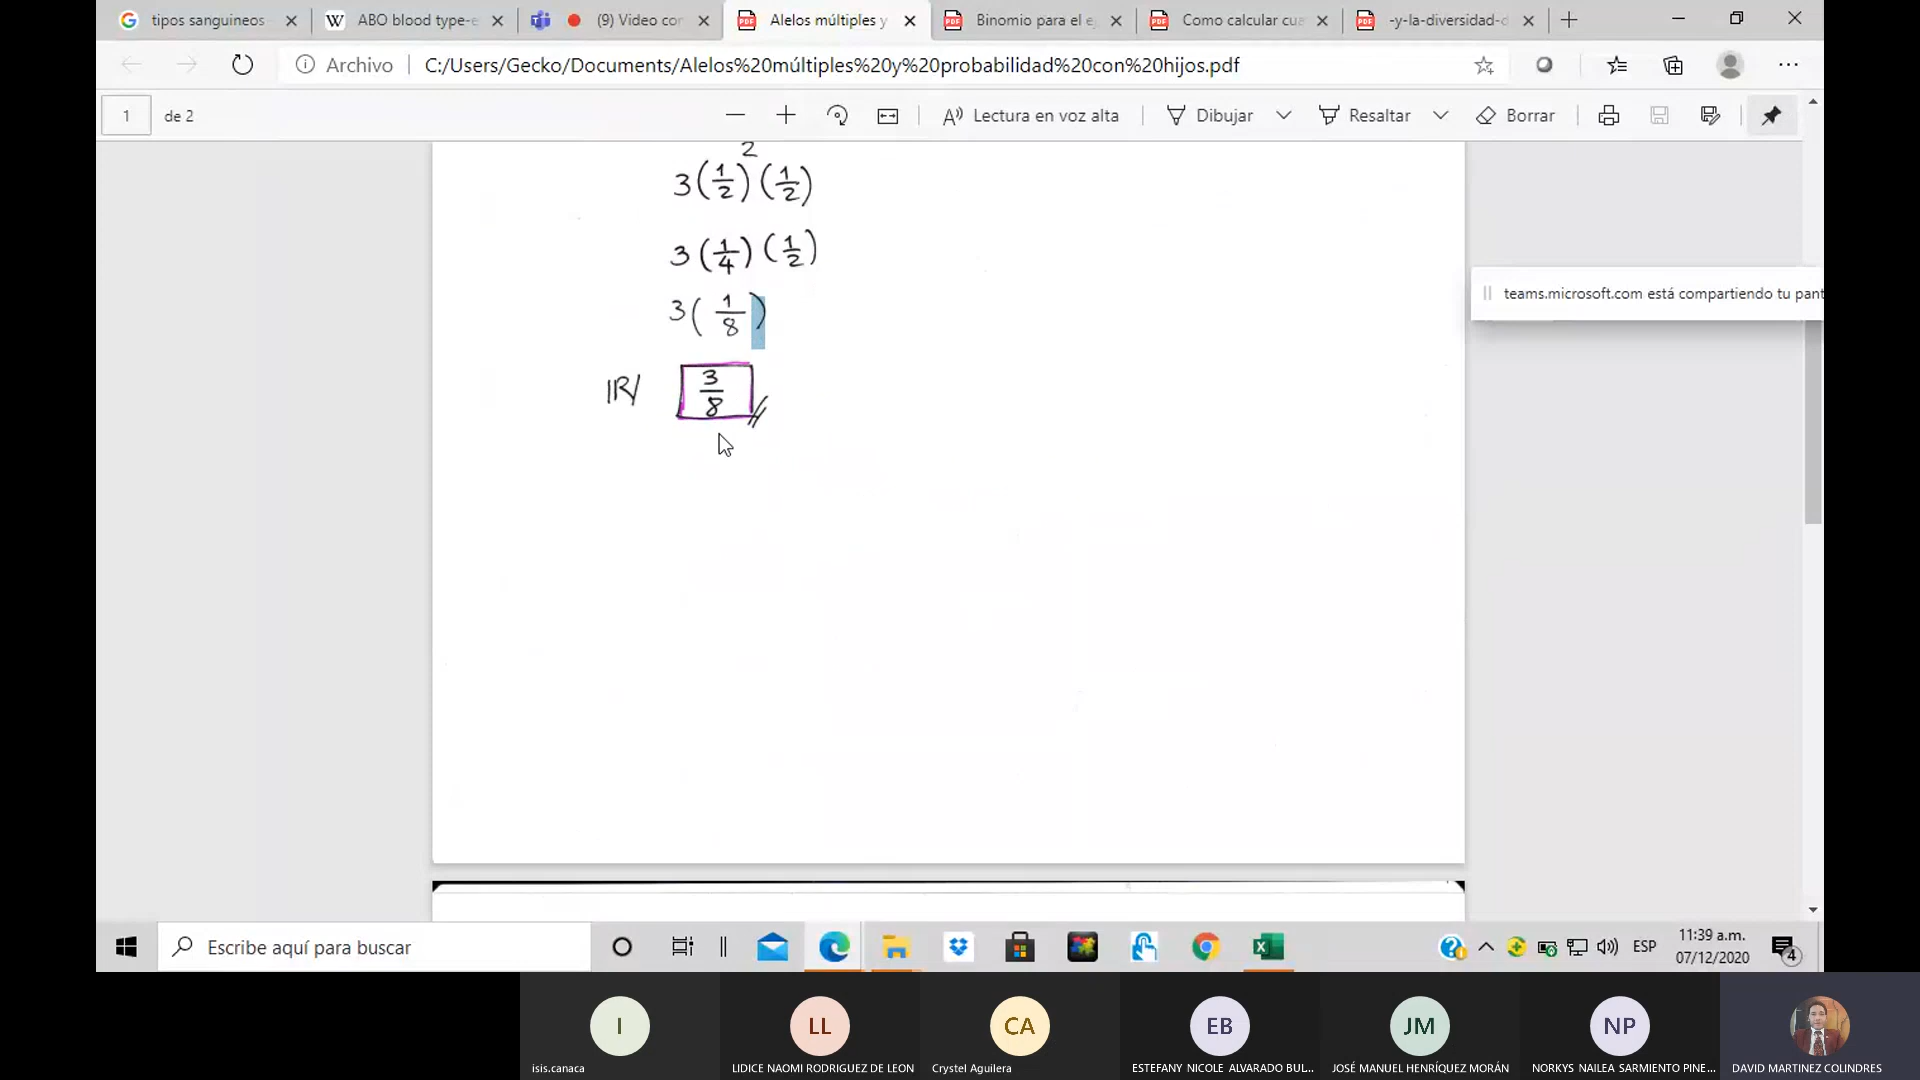 tipos sanguineos
ABO blood type-e
(9) Video cor
Alelos múltiples y
Binomio para el ej
Como calcular cua
-y-la-diversidad-d
Archivo
C:/Users/Gecko/Documents/Alelos%20múltiples%20y%20probabilidad%20con%20hijos.pdf
1 de 2
Lectura en voz alta
Dibujar
Resaltar
Borrar
3(1/2)²(1/2)
3(1/4)(1/2)
3(1/8)
IR/ 3/8
teams.microsoft.com está compartiendo tu pant
Escribe aquí para buscar
ESP
11:39 a.m.
07/12/2020
4
I
LL
CA
EB
JM
NP
isis.canaca
LIDICE NAOMI RODRIGUEZ DE LEON
Crystel Aguilera
ESTEFANY NICOLE ALVARADO BUL...
JOSÉ MANUEL HENRÍQUEZ MORÁN
NORKYS NAILEA SARMIENTO PINE...
DAVID MARTINEZ COLINDRES